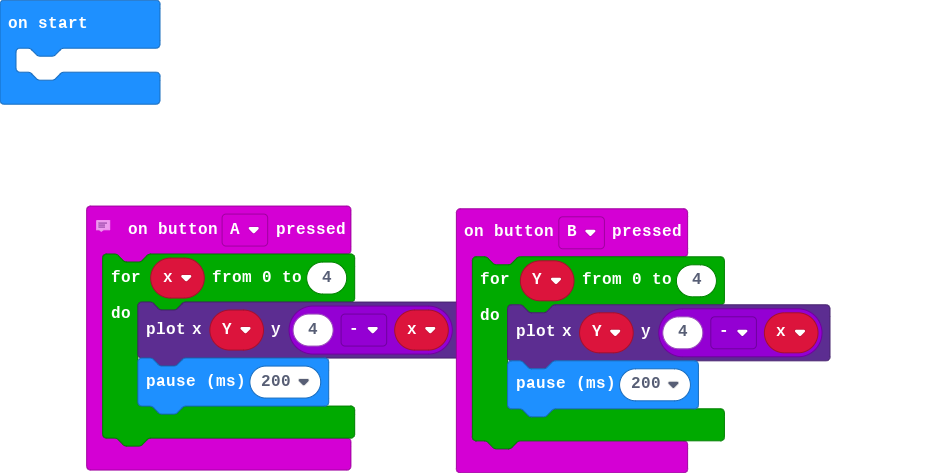 on start
on button A pressed
for x from 0 to 4
do
plot x Y y 4 - x
pause (ms) 200
on button B pressed
for Y from 0 to 4
do
plot x Y y 4 - x
pause (ms) 200